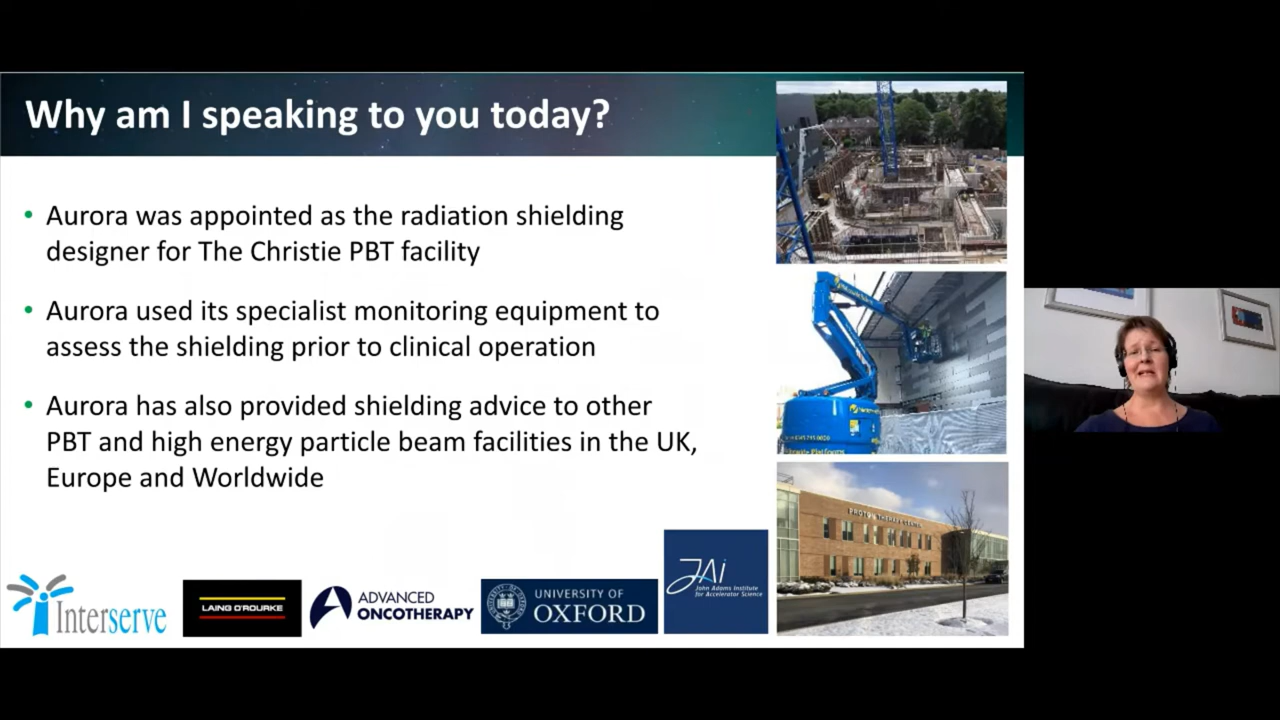 Why am I speaking to you today?
• Aurora was appointed as the radiation shielding
designer for The Christie PBT facility
• Aurora used its specialist monitoring equipment to
assess the shielding prior to clinical operation
• Aurora has also provided shielding advice to other
PBT and high energy particle beam facilities in the UK,
Europe and Worldwide
Interserve
LAING O'ROURKE
ADVANCED
ONCOTHERAPY
UNIVERSITY OF
OXFORD
JAi
John Adams Institute
for Accelerator Science